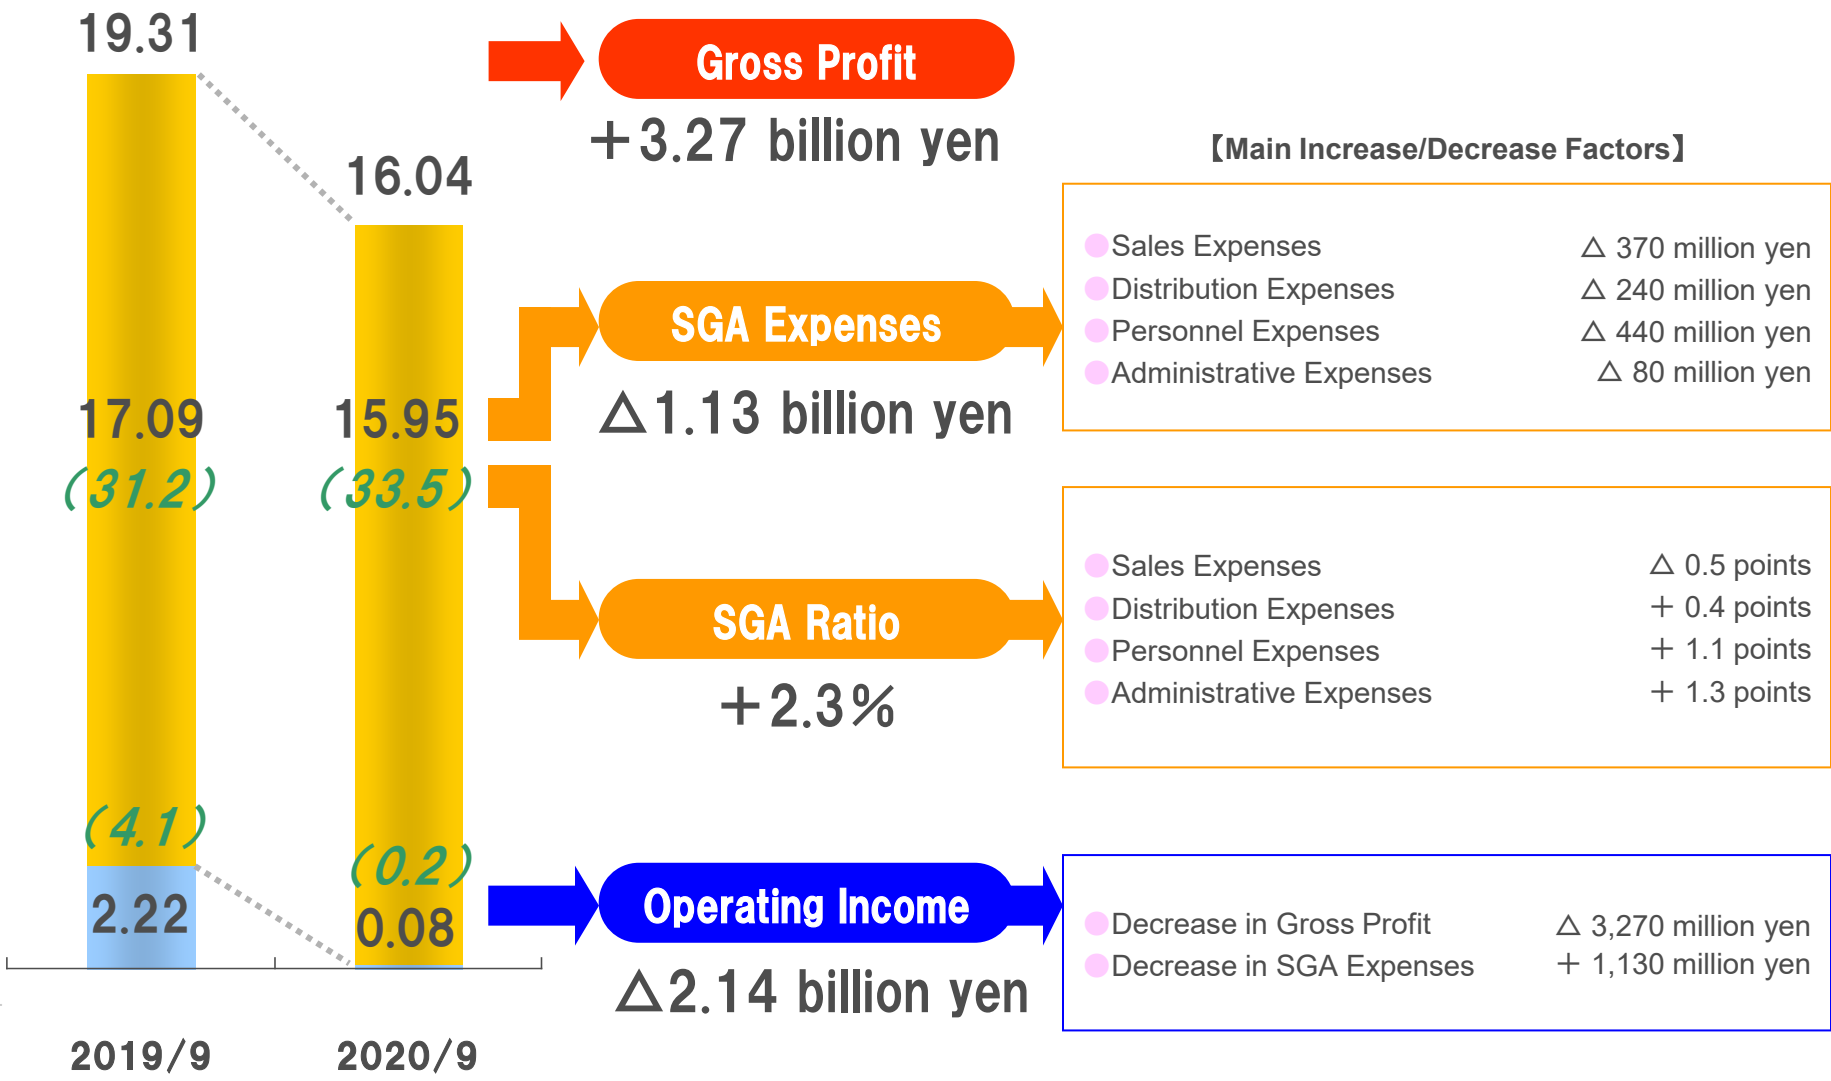 19.31
16.04
17.09
(31.2)
15.95
(33.5)
(4.1)
2.22
(0.2)
0.08
2019/9
2020/9
Gross Profit
+3.27 billion yen
SGA Expenses
△1.13 billion yen
SGA Ratio
+2.3%
Operating Income
△2.14 billion yen
【Main Increase/Decrease Factors】
Sales Expenses △ 370 million yen
Distribution Expenses △ 240 million yen
Personnel Expenses △ 440 million yen
Administrative Expenses △ 80 million yen
Sales Expenses △ 0.5 points
Distribution Expenses + 0.4 points
Personnel Expenses + 1.1 points
Administrative Expenses + 1.3 points
Decrease in Gross Profit △ 3,270 million yen
Decrease in SGA Expenses + 1,130 million yen